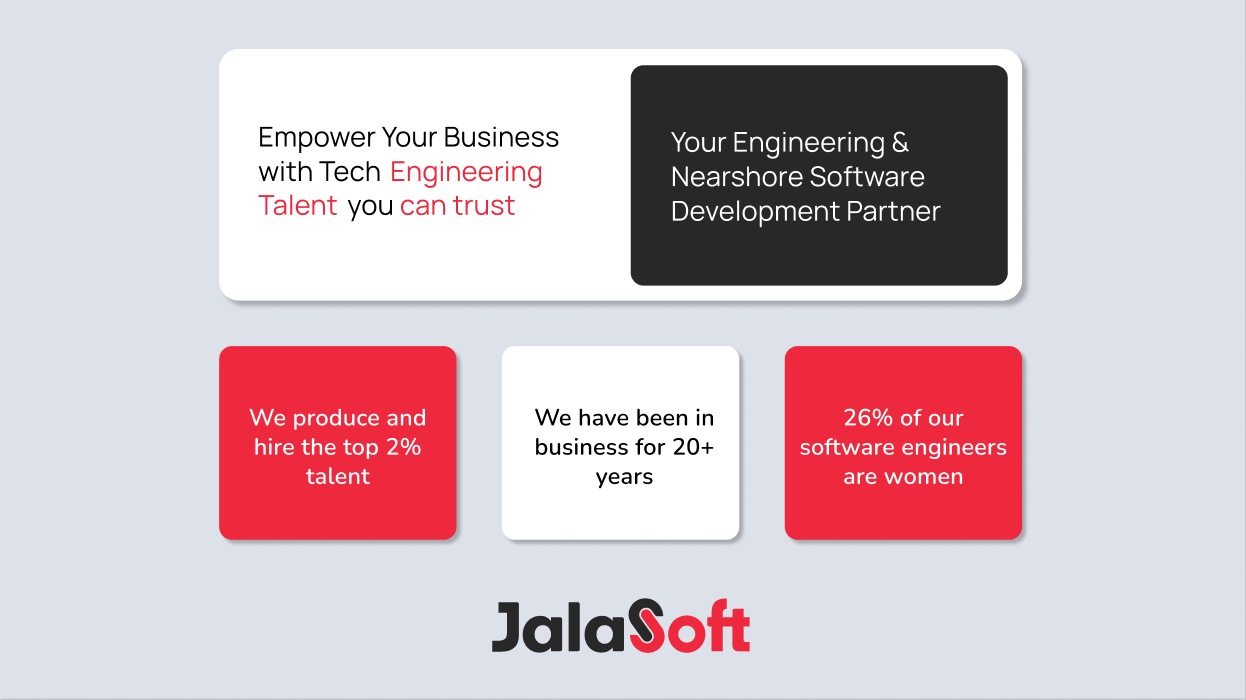 Empower Your Business
with Tech Engineering
Talent you can trust
Your Engineering &
Nearshore Software
Development Partner
We produce and
hire the top 2%
talent
We have been in
business for 20+
years
26% of our
software engineers
are women
JalaSoft